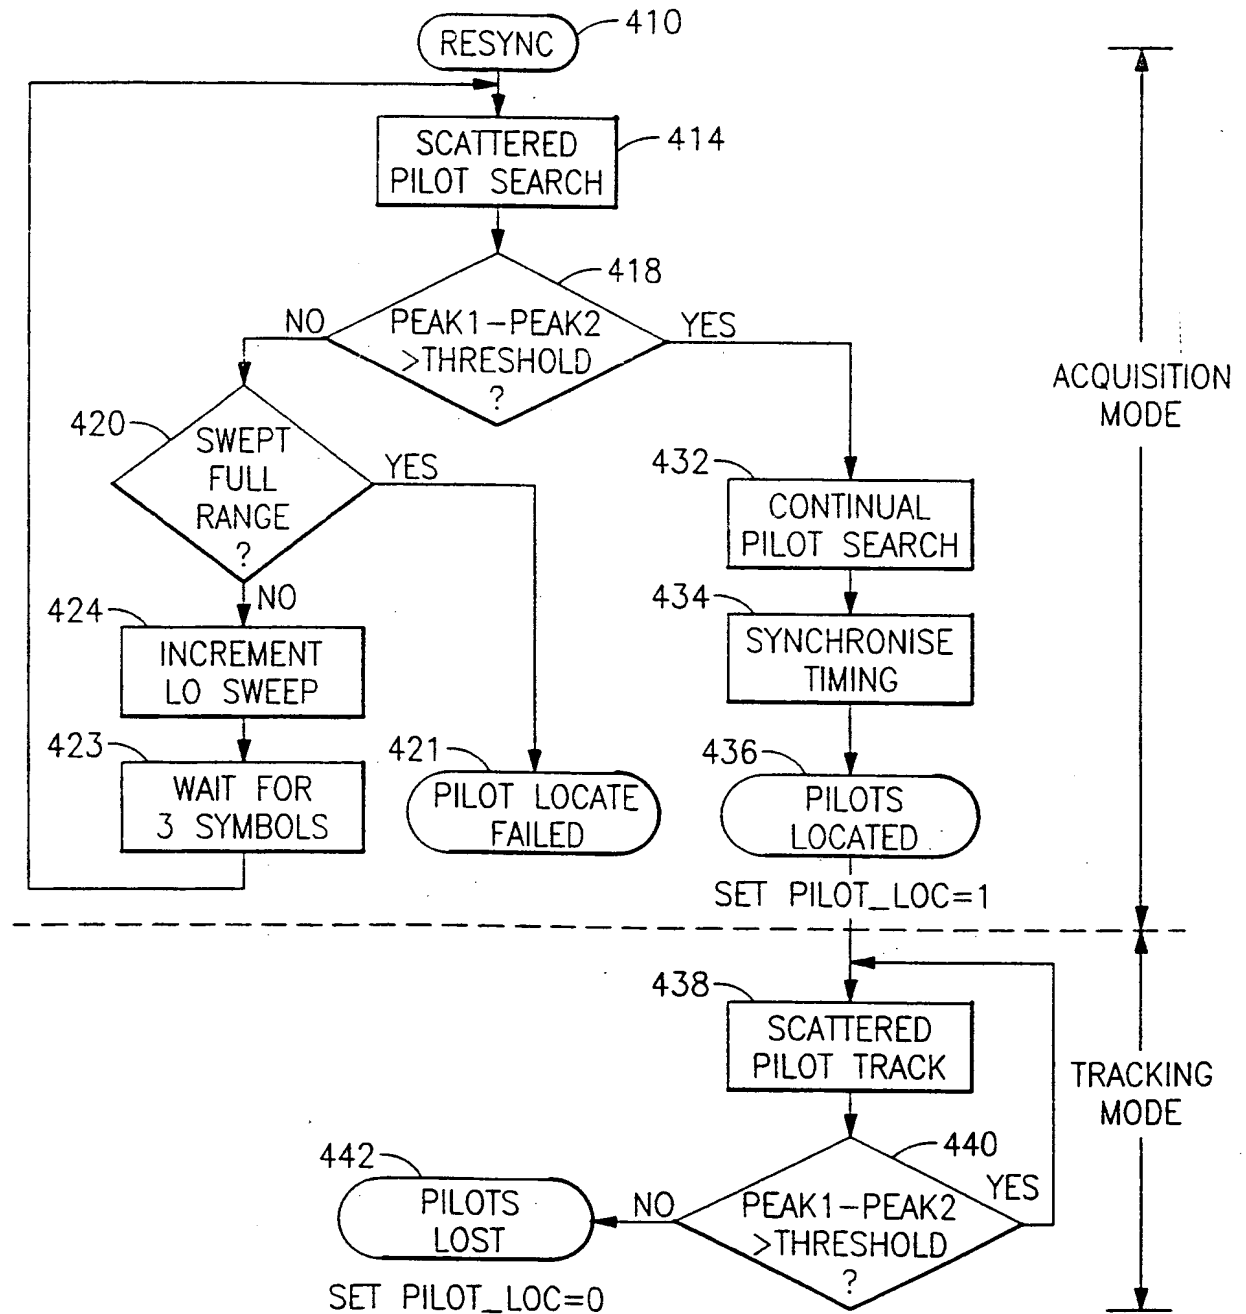 410
RESYNC
SCATTERED
PILOT SEARCH
414
418
PEAK1-PEAK2
>THRESHOLD
?
NO
YES
ACQUISITION
MODE
420
SWEPT
FULL
RANGE
?
YES
NO
432
CONTINUAL
PILOT SEARCH
424
INCREMENT
LO SWEEP
434
SYNCHRONISE
TIMING
423
WAIT FOR
3 SYMBOLS
421
PILOT LOCATE
FAILED
436
PILOTS
LOCATED
SET PILOT_LOC=1
438
SCATTERED
PILOT TRACK
TRACKING
MODE
440
PEAK1-PEAK2
>THRESHOLD
?
YES
NO
442
PILOTS
LOST
SET PILOT_LOC=0